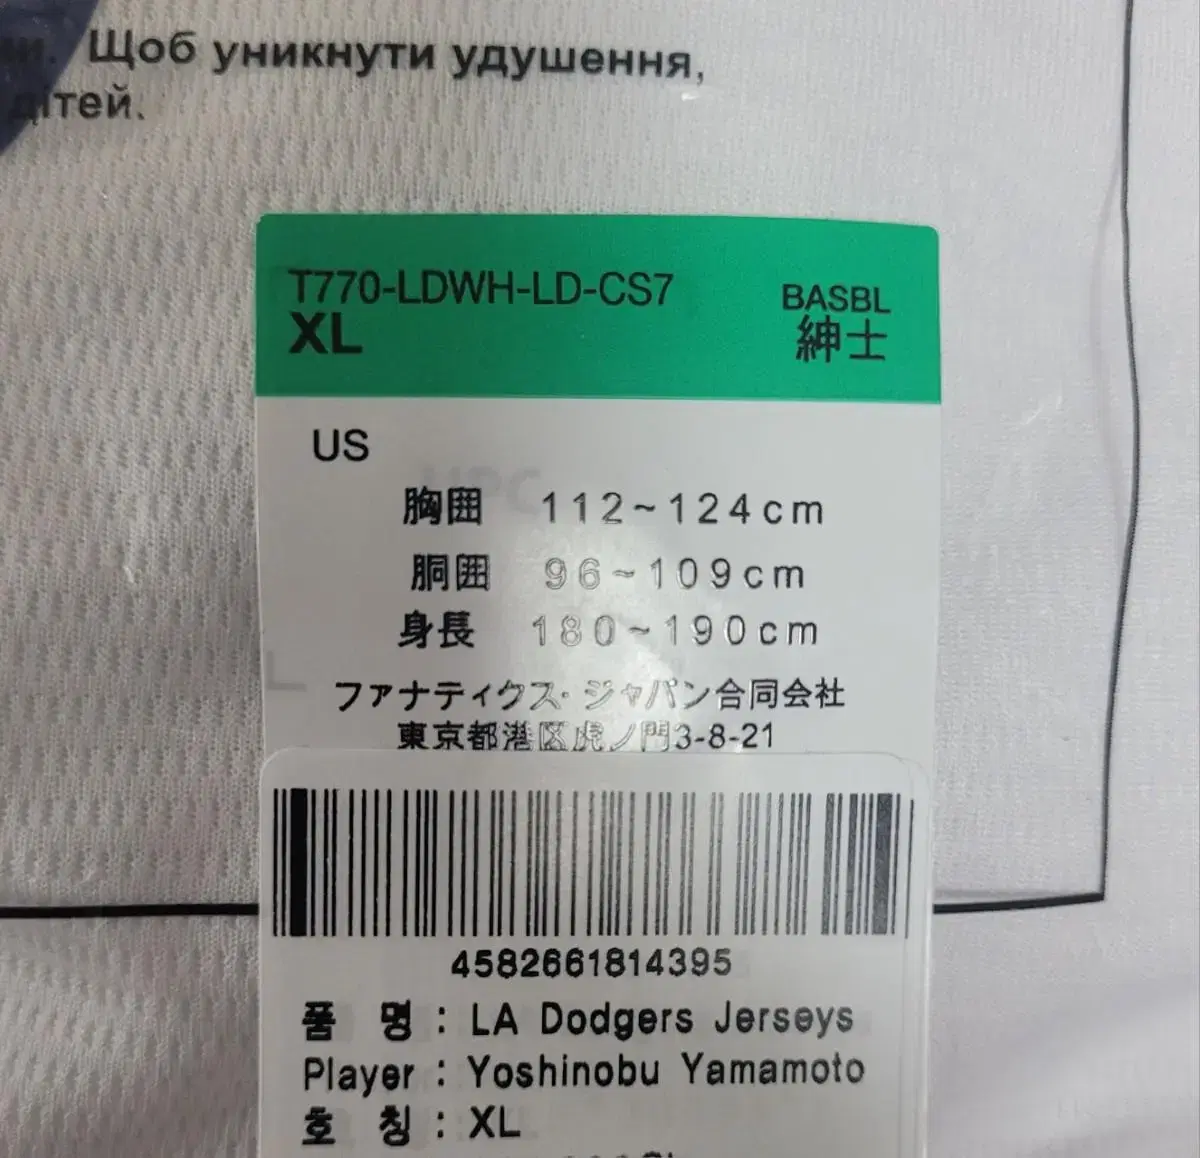 Щоб уникнути удушення,
дітей.
T770-LDWH-LD-CS7
BASBL
XL
紳士
US
胸囲 112~124cm
胴囲 96~109cm
身長 180~190cm
ファナティクス・ジャパン合同会社
東京都港区虎ノ門3-8-21
4582661814395
품 명 : LA Dodgers Jerseys
Player : Yoshinobu Yamamoto
호 칭 : XL